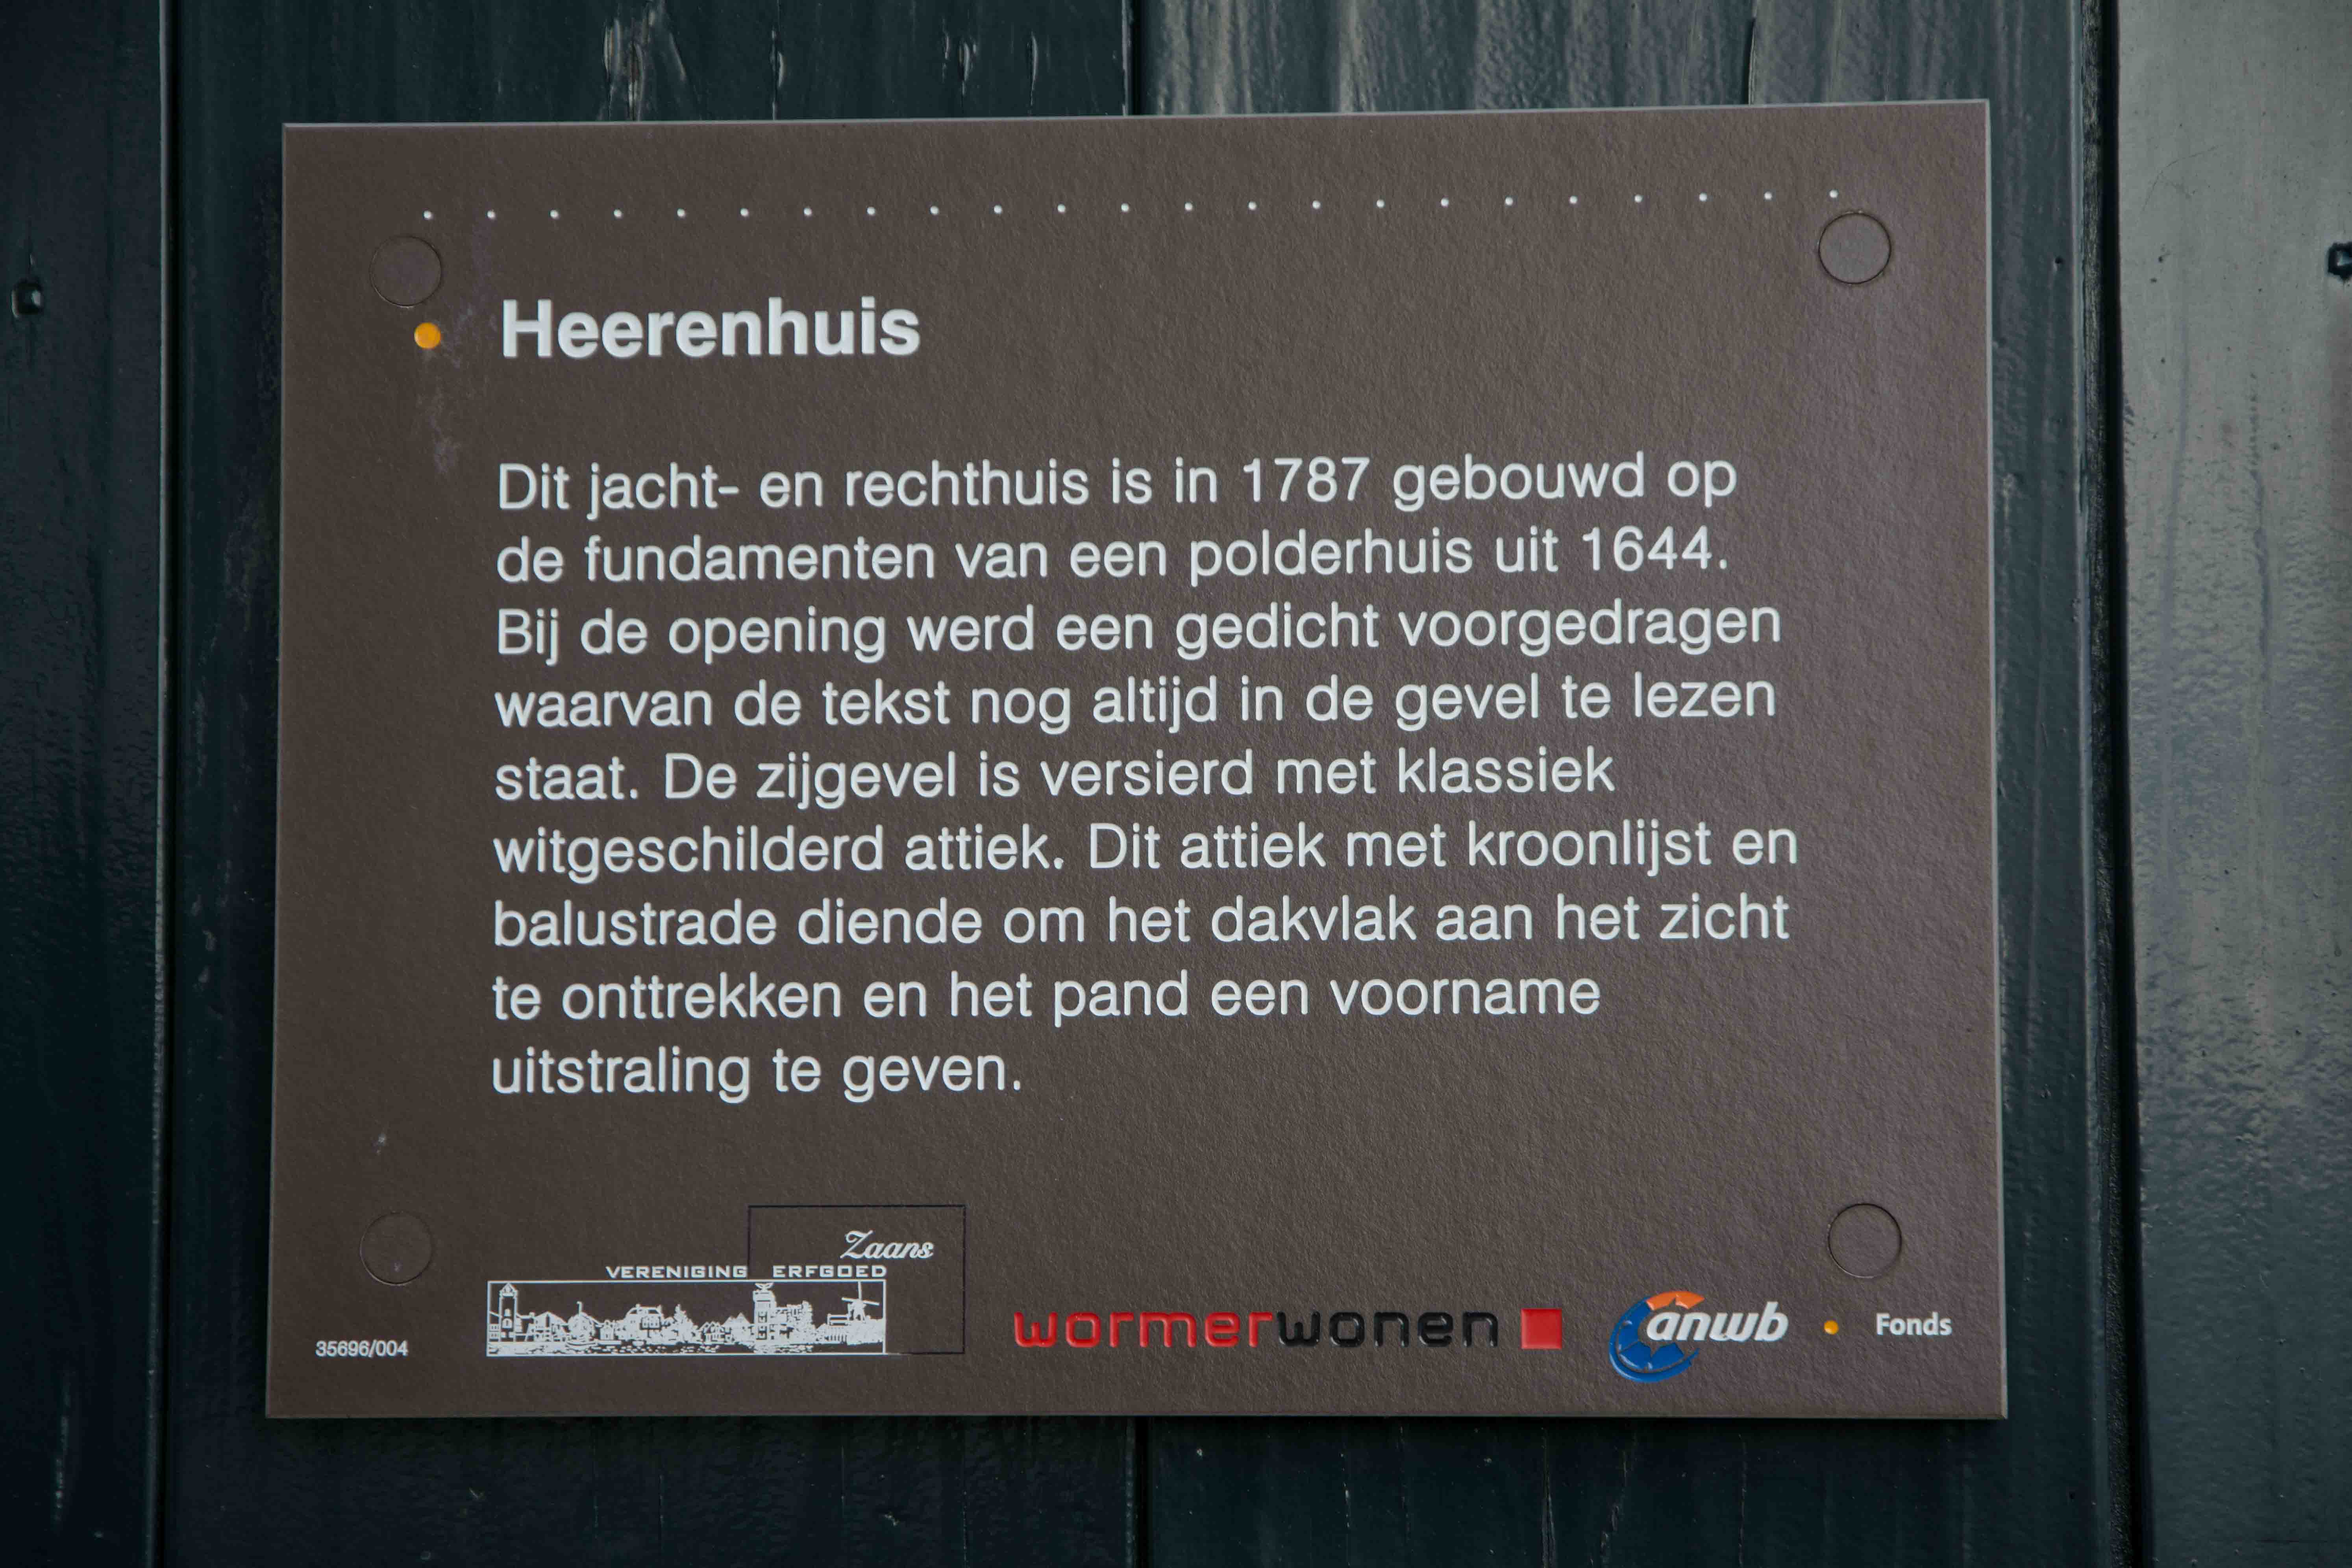 Heerenhuis
Dit jacht- en rechthuis is in 1787 gebouwd op
de fundamenten van een polderhuis uit 1644.
Bij de opening werd een gedicht voorgedragen
waarvan de tekst nog altijd in de gevel te lezen
staat. De zijgevel is versierd met klassiek
witgeschilderd attiek. Dit attiek met kroonlijst en
balustrade diende om het dakvlak aan het zicht
te onttrekken en het pand een voorname
uitstraling te geven.
Zaans
VERENIGING ERFGOED
35696/004
wormerwonen
anwb
Fonds